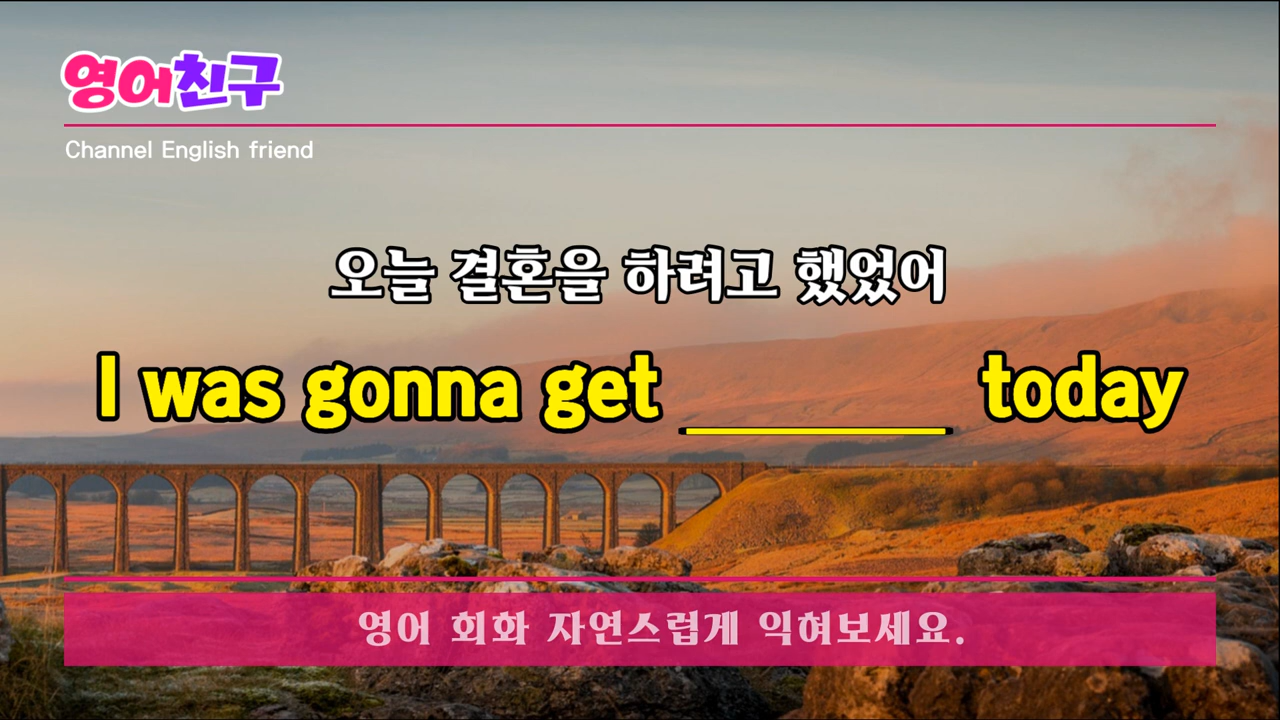 영어친구
Channel English friend
오늘 결혼을 하려고 했었어
I was gonna get ______ today
영어 회화 자연스럽게 익혀보세요.